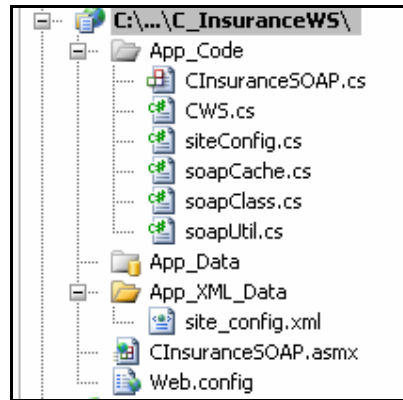 C:\...\C_InsuranceWS\
App_Code
CInsuranceSOAP.cs
CWS.cs
siteConfig.cs
soapCache.cs
soapClass.cs
soapUtil.cs
App_Data
App_XML_Data
site_config.xml
CInsuranceSOAP.asmx
Web.config